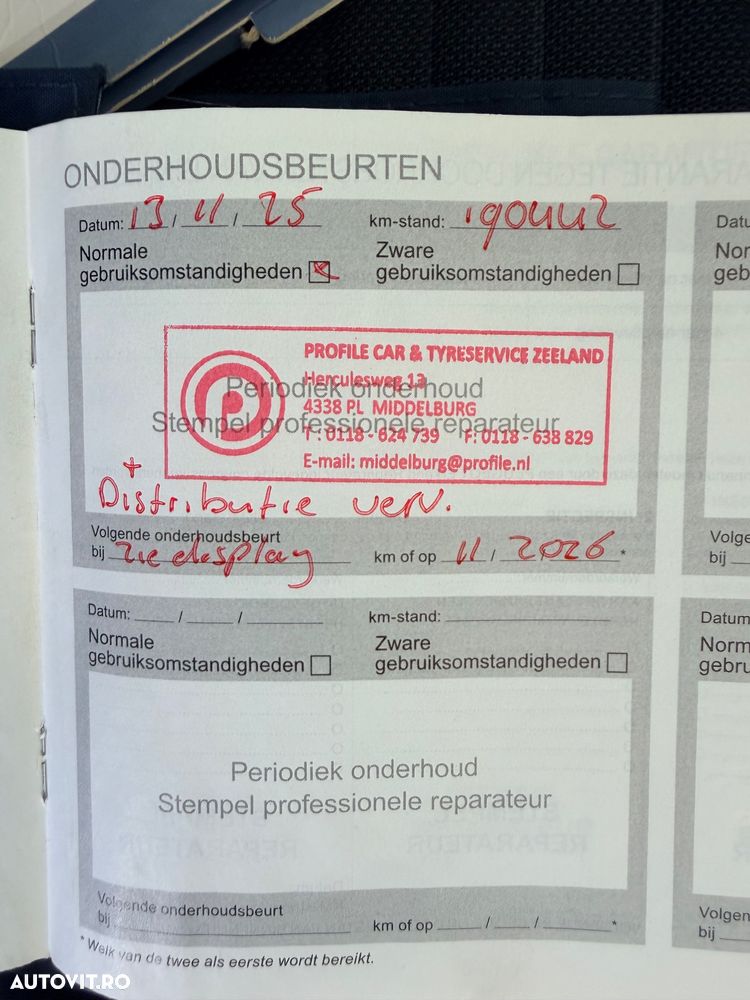 ONDERHOUDSBEURTEN
Datum: 13 / 11 / 25 km-stand: 190442
Normale gebruiksomstandigheden Zware gebruiksomstandigheden
PROFILE CAR & TYRESERVICE ZEELAND
Herculesweg 13
Periodiek onderhoud
4338 PL MIDDELBURG
Stempel professionele reparateur
T: 0118 - 624 739 F: 0118 - 638 829
E-mail: middelburg@profile.nl
+
Distributie verv.
Volgende onderhoudsbeurt
bij zie display km of op 11 / 2026 *
Datum: / / km-stand:
Normale gebruiksomstandigheden Zware gebruiksomstandigheden
Periodiek onderhoud
Stempel professionele reparateur
Volgende onderhoudsbeurt
bij km of op / / *
* Welk van de twee als eerste wordt bereikt.
AUTOVIT.RO